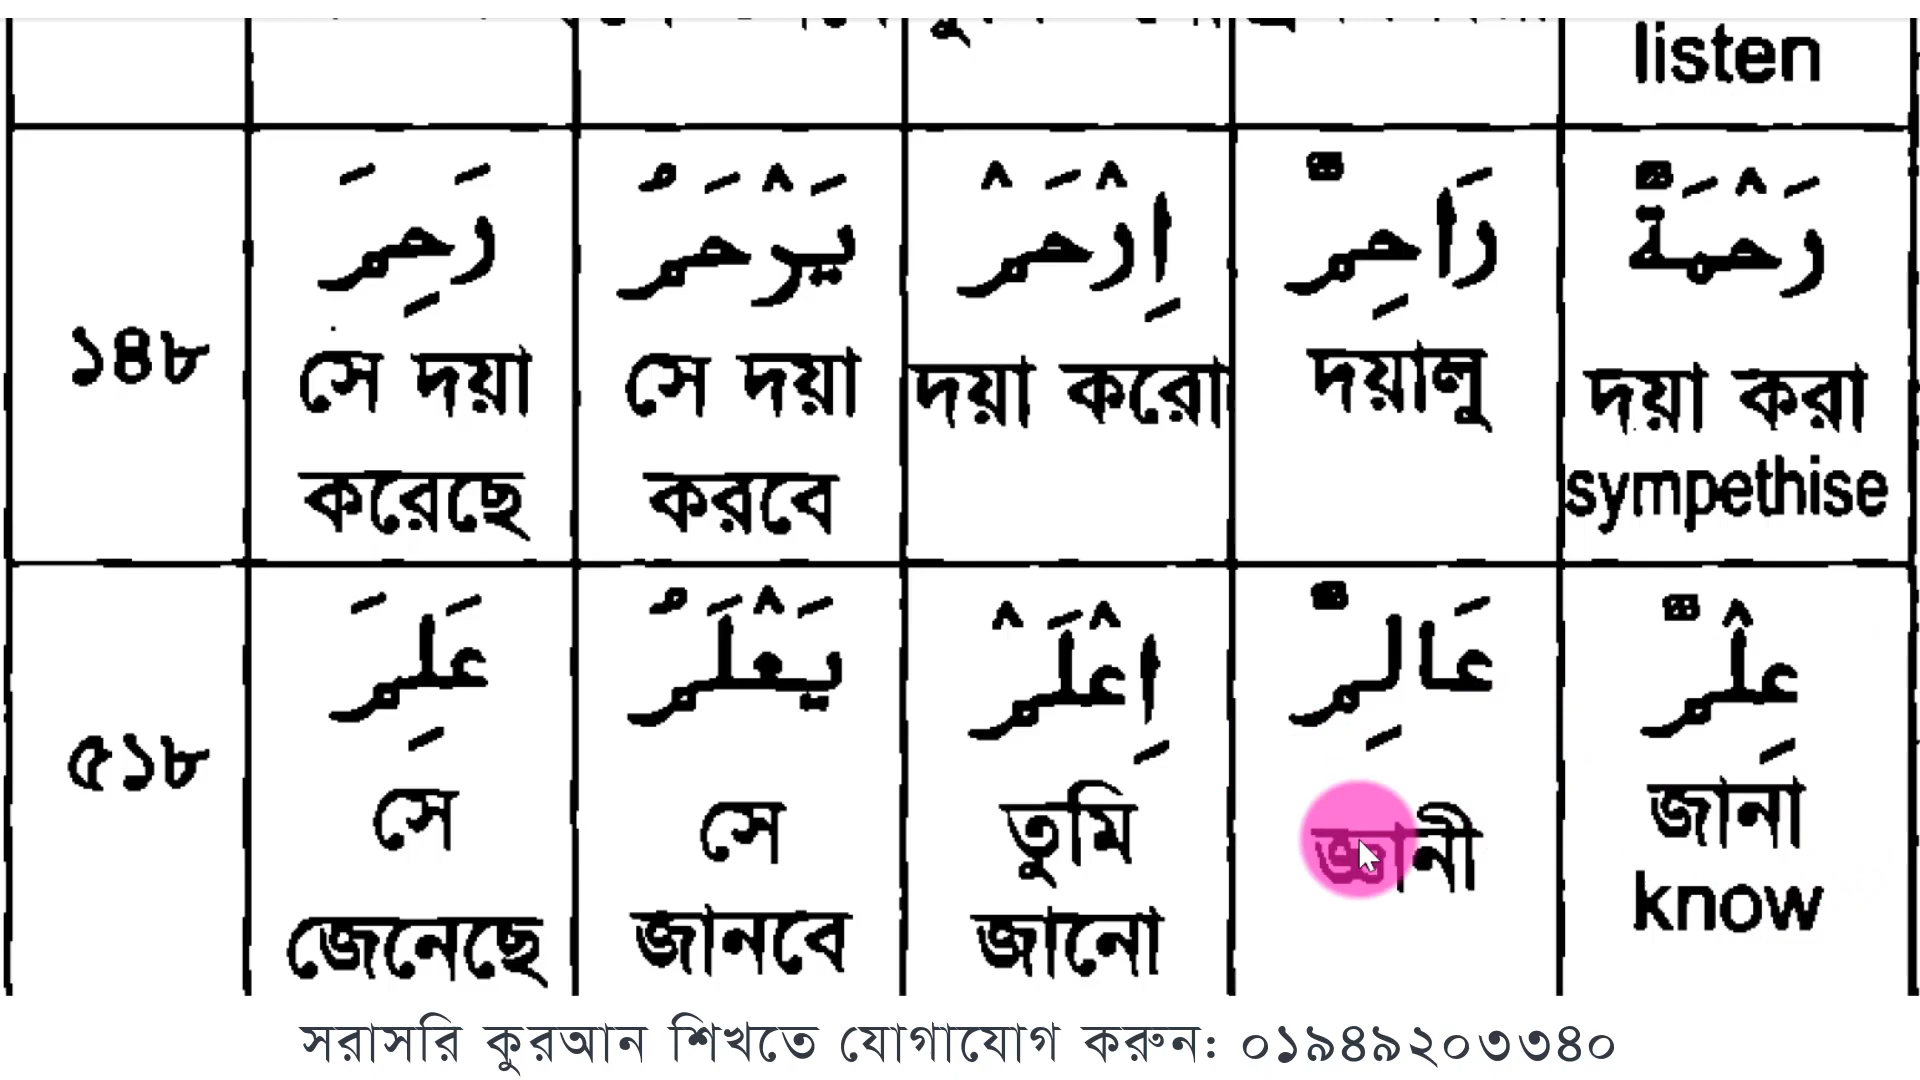 listen
رَحِمَ يَرْحَمُ اِرْحَمْ رَاحِمٌ رَحْمَةٌ
১৪৮ সে দয়া সে দয়া দয়া করো দয়ালু দয়া করা
করেছে করবে sympethise
عَلِمَ يَعْلَمُ اِعْلَمْ عَالِمٌ عِلْمٌ
৫১৮ সে সে তুমি জ্ঞানী জানা
জেনেছে জানবে জানো know
সরাসরি কুরআন শিখতে যোগাযোগ করুন: ০১৯৪৯২০৩৩৪০